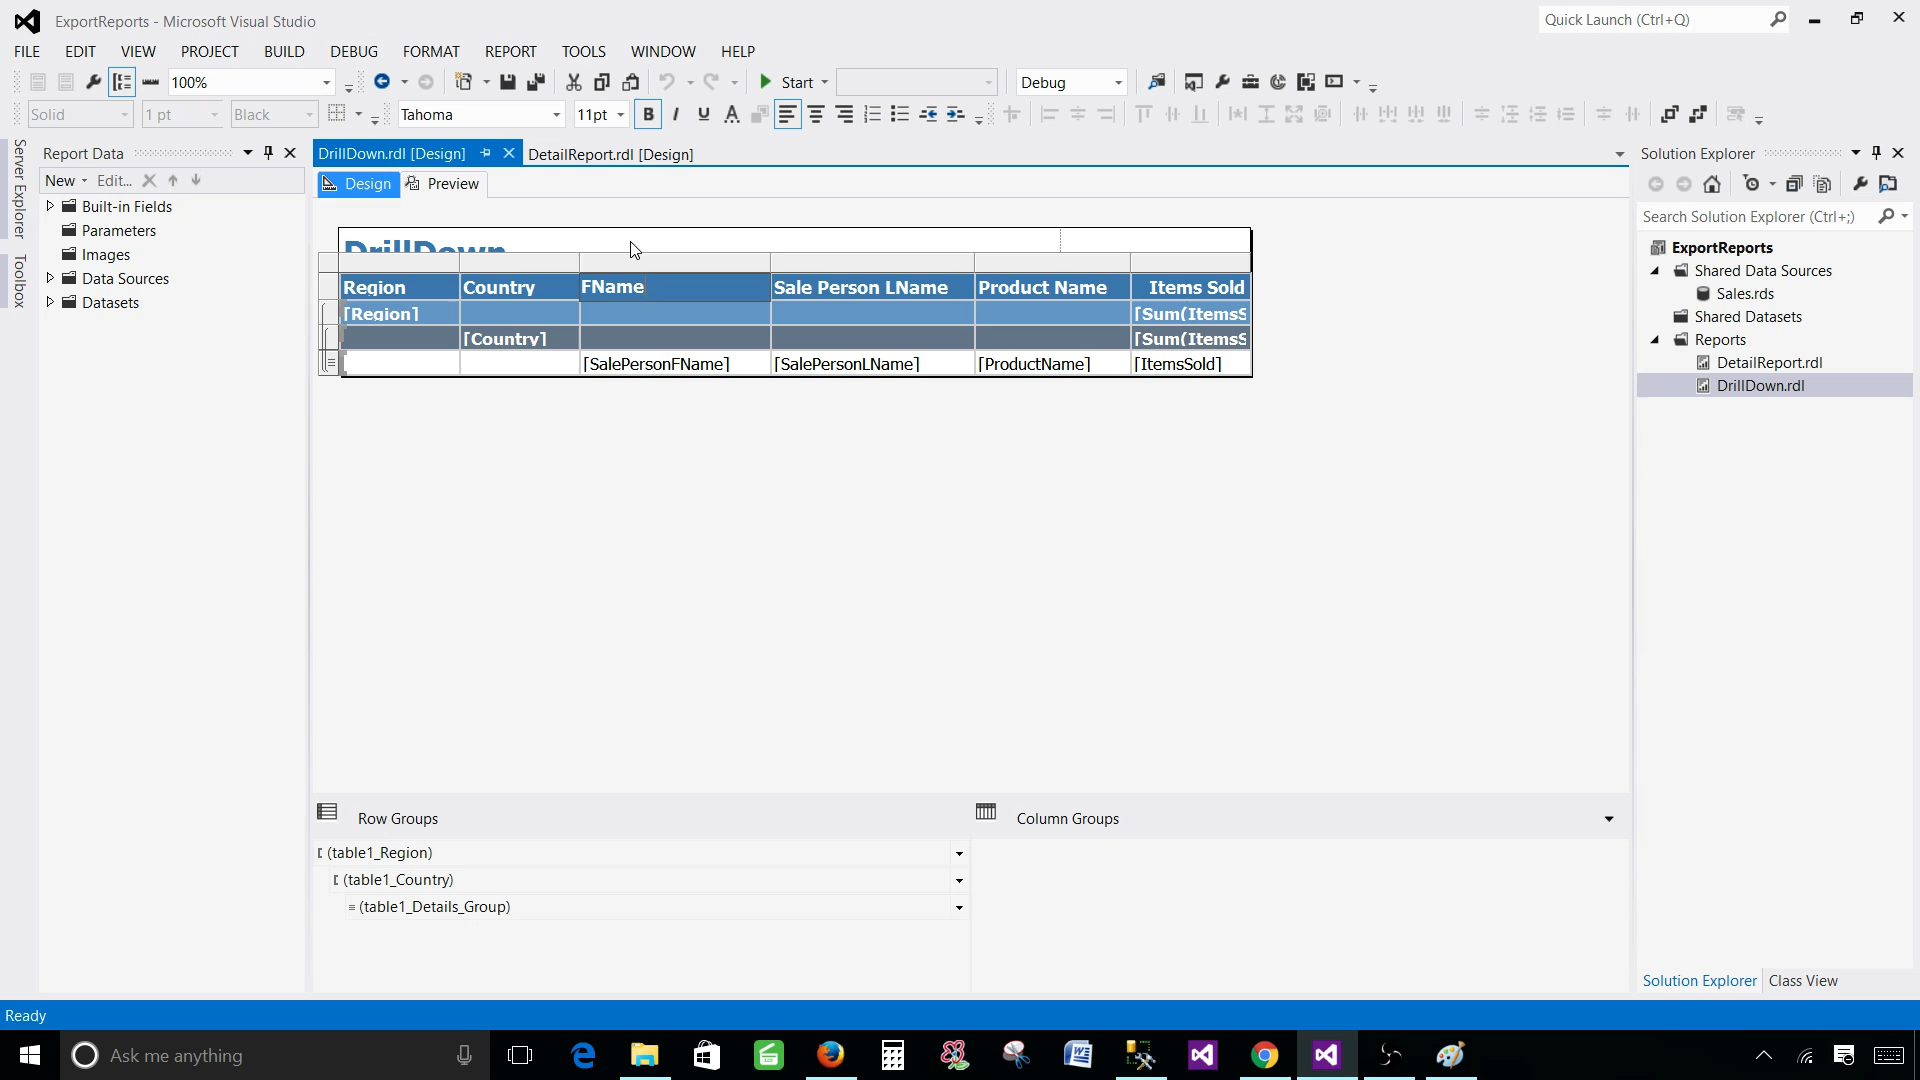 ExportReports - Microsoft Visual Studio
Quick Launch (Ctrl+Q)
FILE EDIT VIEW PROJECT BUILD DEBUG FORMAT REPORT TOOLS WINDOW HELP
100% Start Debug
Solid 1 pt Black Tahoma 11pt B I U A
Server Explorer
Toolbox
Report Data
New Edit...
Built-in Fields
Parameters
Images
Data Sources
Datasets
DrillDown.rdl [Design] DetailReport.rdl [Design]
Design Preview
DrillDown
Region Country FName Sale Person LName Product Name Items Sold
[Region] [Sum(ItemsS
[Country] [Sum(ItemsS
[SalePersonFName] [SalePersonLName] [ProductName] [ItemsSold]
Row Groups Column Groups
(table1_Region)
(table1_Country)
(table1_Details_Group)
Solution Explorer
Search Solution Explorer (Ctrl+;)
ExportReports
Shared Data Sources
Sales.rds
Shared Datasets
Reports
DetailReport.rdl
DrillDown.rdl
Solution Explorer Class View
Ready
Ask me anything